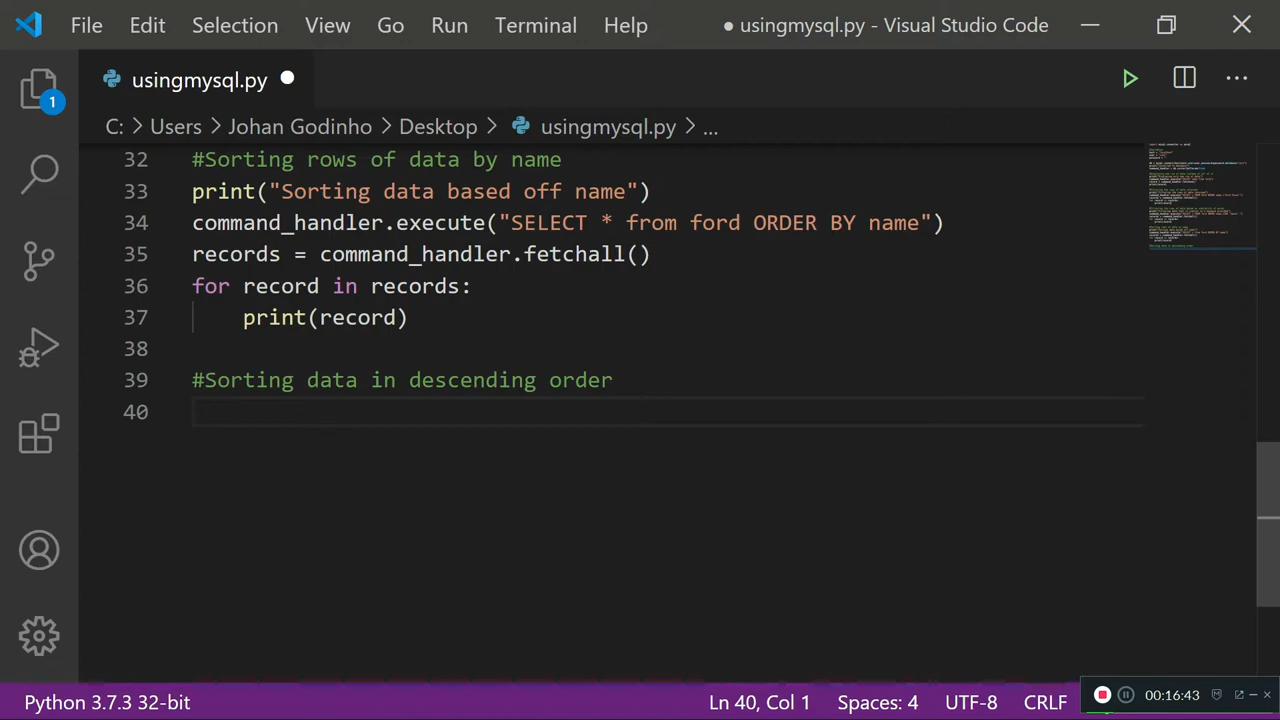 File Edit Selection View Go Run Terminal Help ● usingmysql.py - Visual Studio Code
usingmysql.py
C: > Users > Johan Godinho > Desktop > usingmysql.py > ...
1
32 #Sorting rows of data by name
33 print("Sorting data based off name")
34 command_handler.execute("SELECT * from ford ORDER BY name")
35 records = command_handler.fetchall()
36 for record in records:
37 print(record)
38
39 #Sorting data in descending order
40
Python 3.7.3 32-bit Ln 40, Col 1 Spaces: 4 UTF-8 CRLF 00:16:43